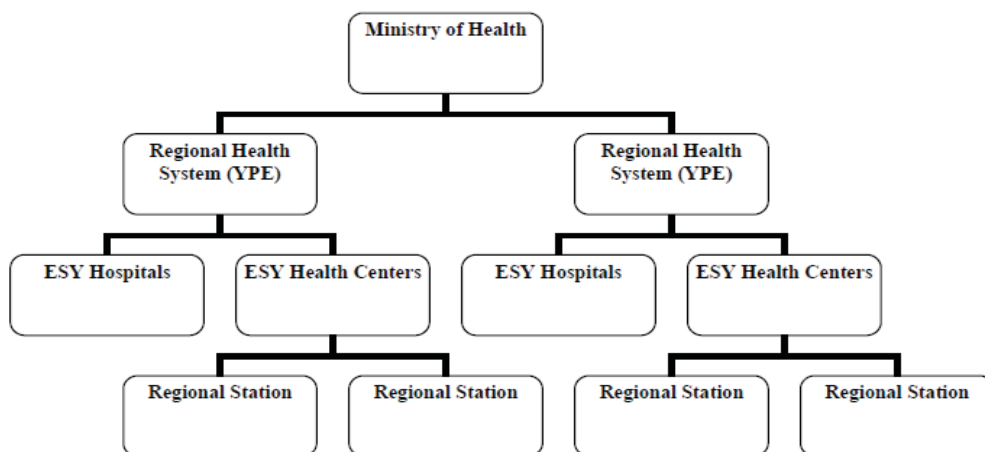 Ministry of Health
Regional Health
System (YPE)
Regional Health
System (YPE)
ESY Hospitals
ESY Health Centers
ESY Hospitals
ESY Health Centers
Regional Station
Regional Station
Regional Station
Regional Station